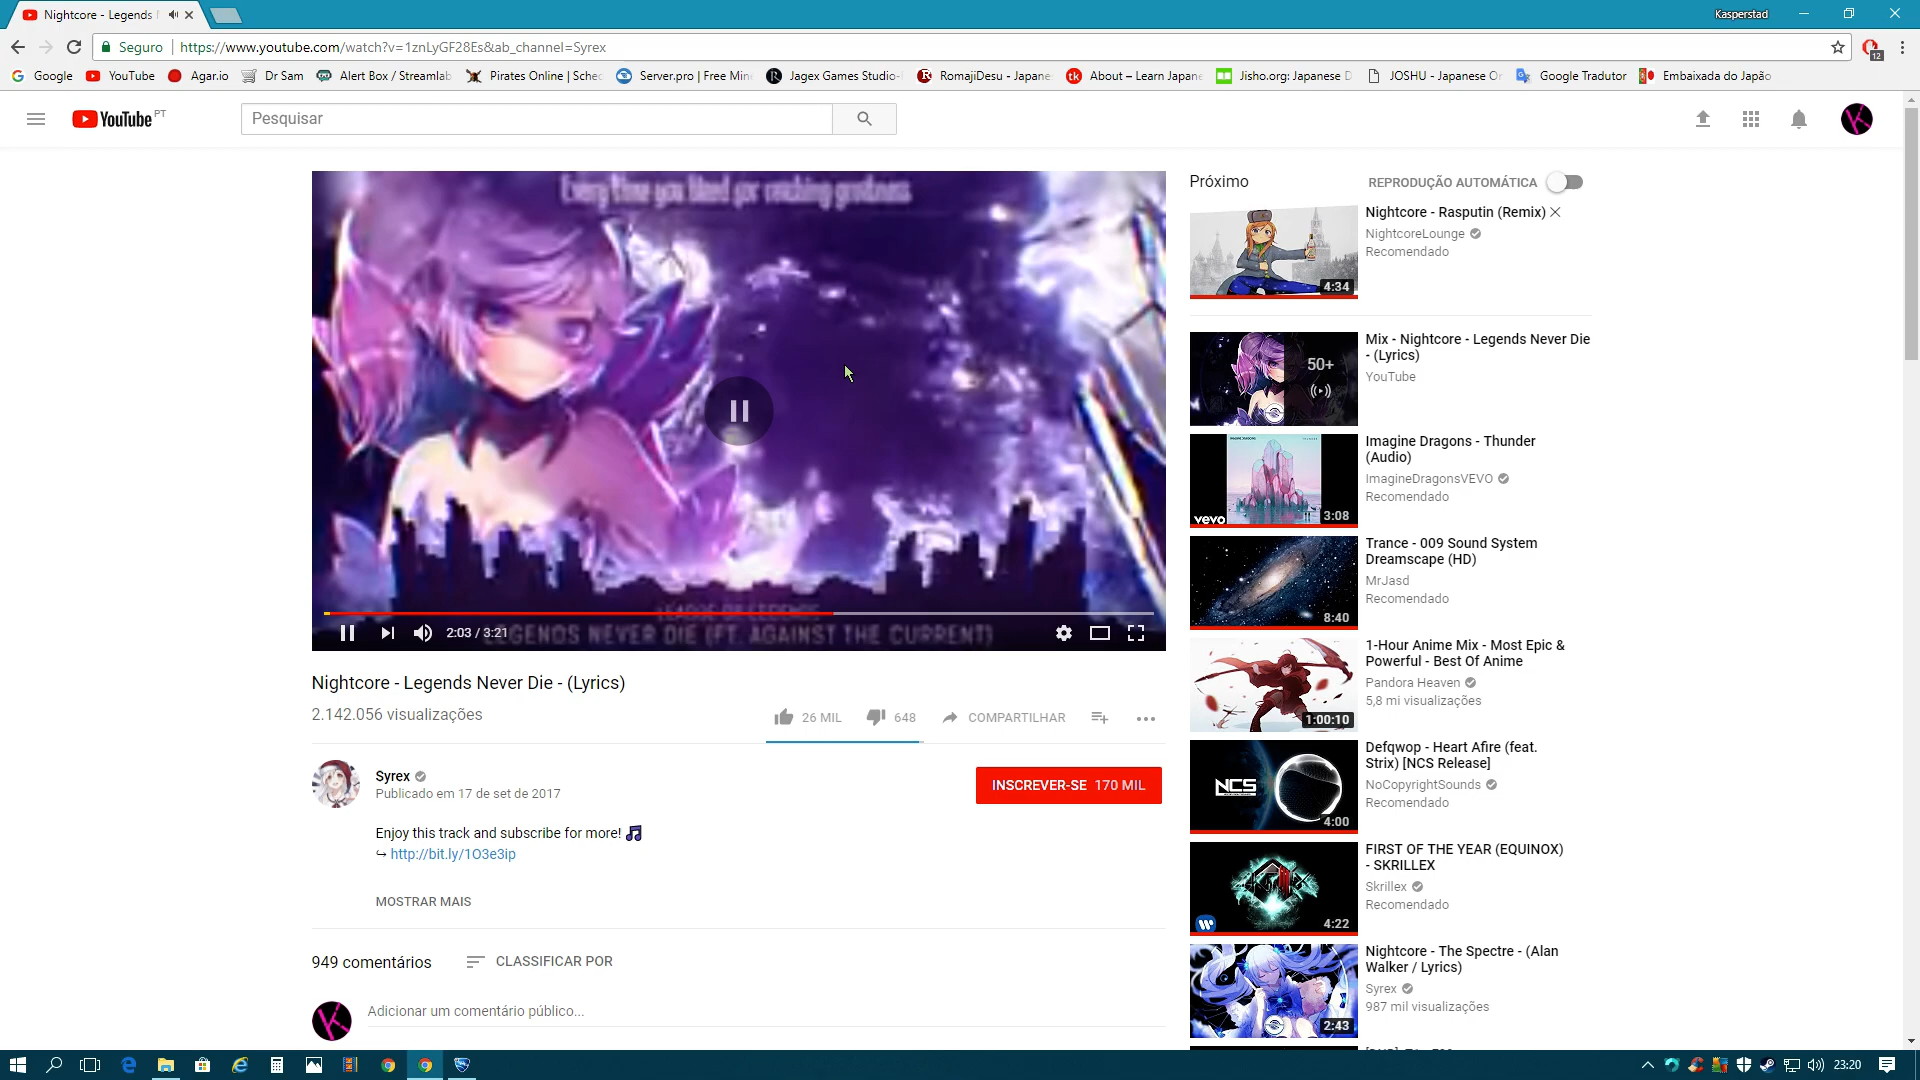 Nightcore - Legends
Kasperstad
Seguro | https://www.youtube.com/watch?v=1znLyGF28Es&ab_channel=Syrex
12
Google YouTube Agar.io Dr Sam Alert Box / Streamlab Pirates Online | Sched Server.pro | Free Min Jagex Games Studio- RomajiDesu - Japane About – Learn Japane Jisho.org: Japanese D JOSHU - Japanese Or Google Tradutor Embaixada do Japão
YouTube PT
Pesquisar
Every time you bleed for reaching greatness
LEAGUE OF LEGENDS
LEGENDS NEVER DIE (FT. AGAINST THE CURRENT)
2:03 / 3:21
Nightcore - Legends Never Die - (Lyrics)
2.142.056 visualizações
26 MIL 648 COMPARTILHAR
Syrex
Publicado em 17 de set de 2017
INSCREVER-SE 170 MIL
Enjoy this track and subscribe for more! 🎵
↪ http://bit.ly/1O3e3ip
MOSTRAR MAIS
949 comentários CLASSIFICAR POR
Adicionar um comentário público...
Próximo REPRODUÇÃO AUTOMÁTICA
Nightcore - Rasputin (Remix)
NightcoreLounge
Recomendado
4:34
Mix - Nightcore - Legends Never Die
- (Lyrics)
YouTube
50+
Imagine Dragons - Thunder
(Audio)
ImagineDragonsVEVO
Recomendado
vevo 3:08
Trance - 009 Sound System
Dreamscape (HD)
MrJasd
Recomendado
8:40
1-Hour Anime Mix - Most Epic &
Powerful - Best Of Anime
Pandora Heaven
5,8 mi visualizações
1:00:10
Defqwop - Heart Afire (feat.
Strix) [NCS Release]
NoCopyrightSounds
Recomendado
NCS
4:00
FIRST OF THE YEAR (EQUINOX)
- SKRILLEX
Skrillex
Recomendado
4:22
Nightcore - The Spectre - (Alan
Walker / Lyrics)
Syrex
987 mil visualizações
2:43
23:20